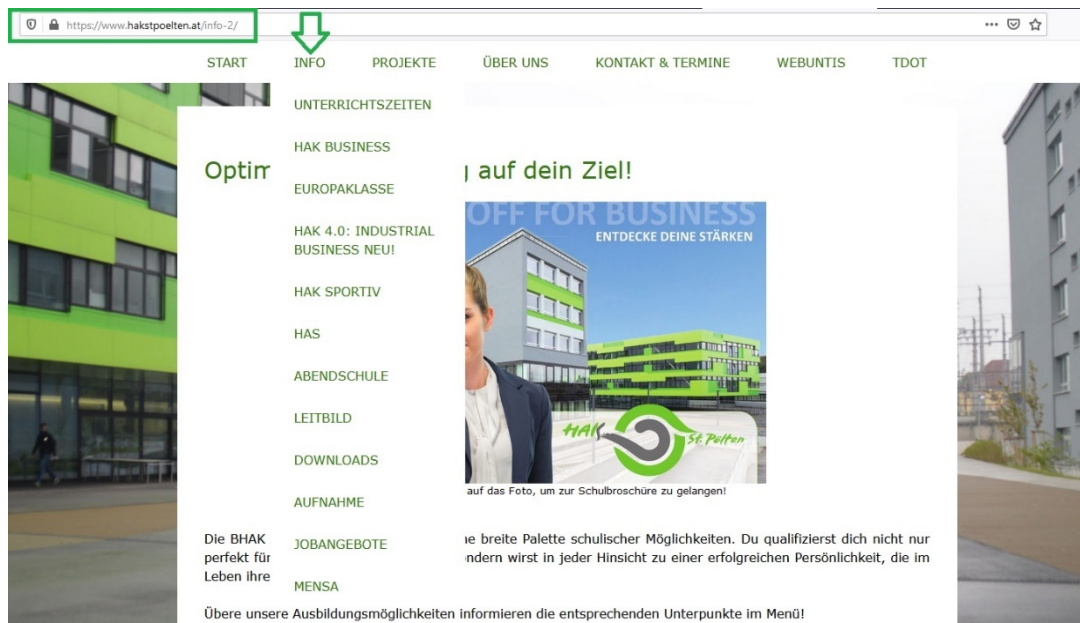 https://www.hakstpoelten.at/info-2/
START INFO PROJEKTE ÜBER UNS KONTAKT & TERMINE WEBUNTIS TDOT
UNTERRICHTSZEITEN
HAK BUSINESS
EUROPAKLASSE
HAK 4.0: INDUSTRIAL
BUSINESS NEU!
HAK SPORTIV
HAS
ABENDSCHULE
LEITBILD
DOWNLOADS
AUFNAHME
JOBANGEBOTE
MENSA
auf dein Ziel!
OFF FOR BUSINESS
ENTDECKE DEINE STÄRKEN
HAK St. Pölten
auf das Foto, um zur Schulbroschüre zu gelangen!
Die BHAK breite Palette schulischer Möglichkeiten. Du qualifizierst dich nicht nur
perfekt für wirst in jeder Hinsicht zu einer erfolgreichen Persönlichkeit, die im
Leben ihre
Übere unsere Ausbildungsmöglichkeiten informieren die entsprechenden Unterpunkte im Menü!